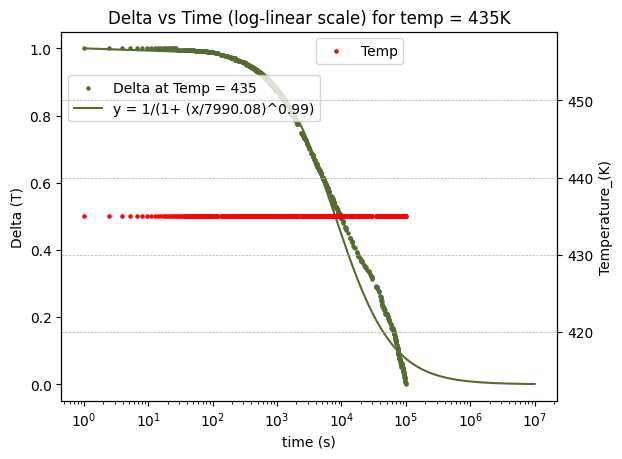 Delta vs Time (log-linear scale) for temp = 435K
Temp
Delta at Temp = 435
y = 1/(1+ (x/7990.08)^0.99)
1.0
0.8
0.6
0.4
0.2
0.0
Delta (T)
450
440
430
420
Temperature_(K)
10^0 10^1 10^2 10^3 10^4 10^5 10^6 10^7
time (s)